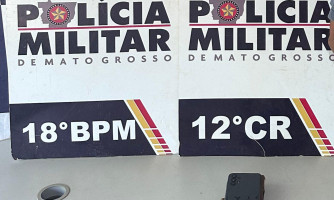 POLÍCIA
MILITAR
DE MATO GROSSO
18°BPM
POLÍCIA
MILITAR
DE MATO GROSSO
12°CR